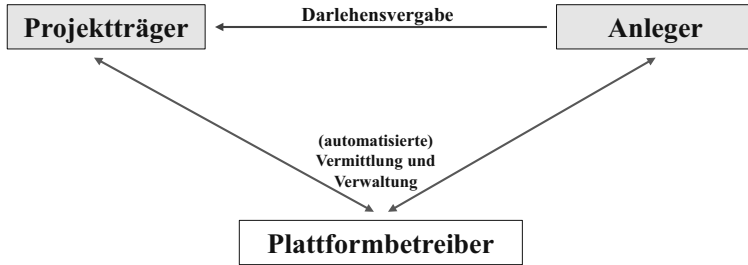 Projektträger
Darlehensvergabe
Anleger
(automatisierte)
Vermittlung und
Verwaltung
Plattformbetreiber